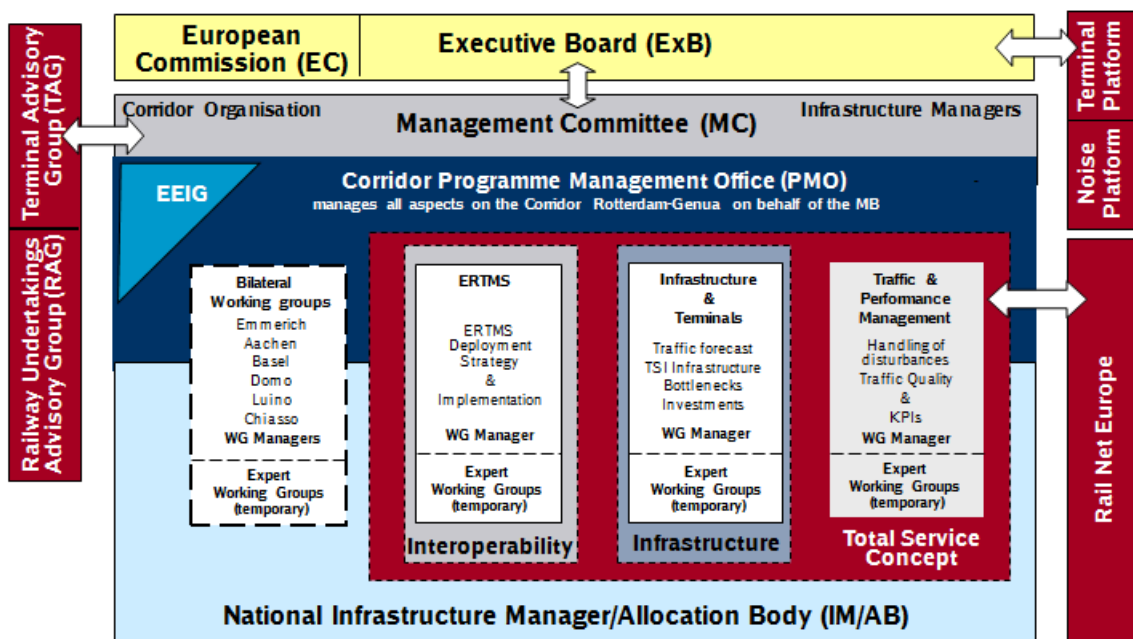 Terminal Advisory
Group (TAG)
Railway Undertakings
Advisory Group (RAG)
European
Commission (EC)
Executive Board (ExB)
Terminal
Platform
Noise
Platform
Rail Net Europe
Corridor Organisation
Management Committee (MC)
Infrastructure Managers
EEIG
Corridor Programme Management Office (PMO)
manages all aspects on the Corridor Rotterdam-Genua on behalf of the MB
Bilateral
Working groups
Emmerich
Aachen
Basel
Domo
Luino
Chiasso
WG Managers
Expert
Working Groups
(temporary)
ERTMS
ERTMS
Deployment
Strategy
&
Implementation
WG Manager
Expert
Working Groups
(temporary)
Interoperability
Infrastructure
&
Terminals
Traffic forecast
TSI Infrastructure
Bottlenecks
Investments
WG Manager
Expert
Working Groups
(temporary)
Infrastructure
Traffic &
Performance
Management
Handling of
disturbances
Traffic Quality
&
KPIs
WG Manager
Expert
Working Groups
(temporary)
Total Service
Concept
National Infrastructure Manager/Allocation Body (IM/AB)